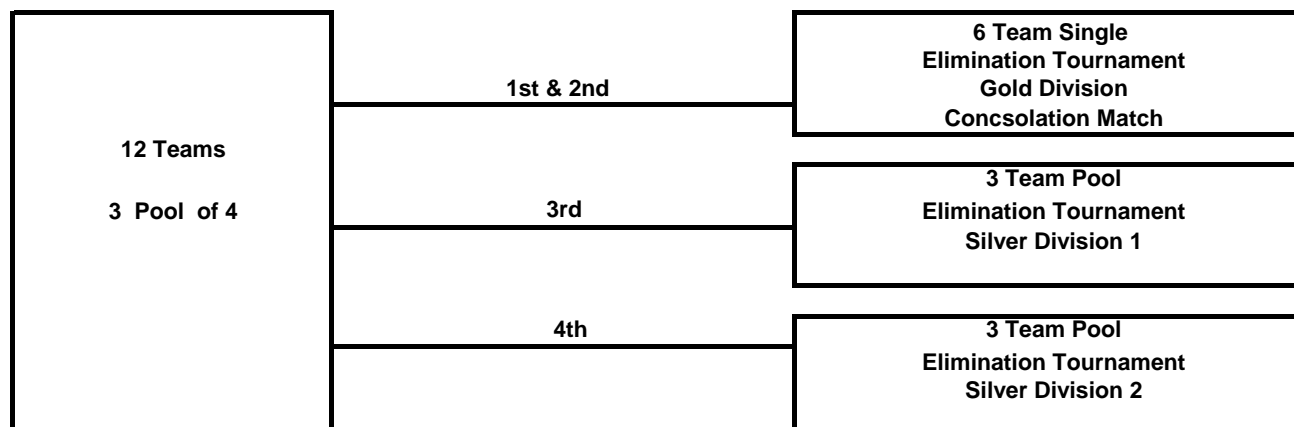 12 Teams
3 Pool of 4
1st & 2nd
6 Team Single
Elimination Tournament
Gold Division
Concsolation Match
3rd
3 Team Pool
Elimination Tournament
Silver Division 1
4th
3 Team Pool
Elimination Tournament
Silver Division 2